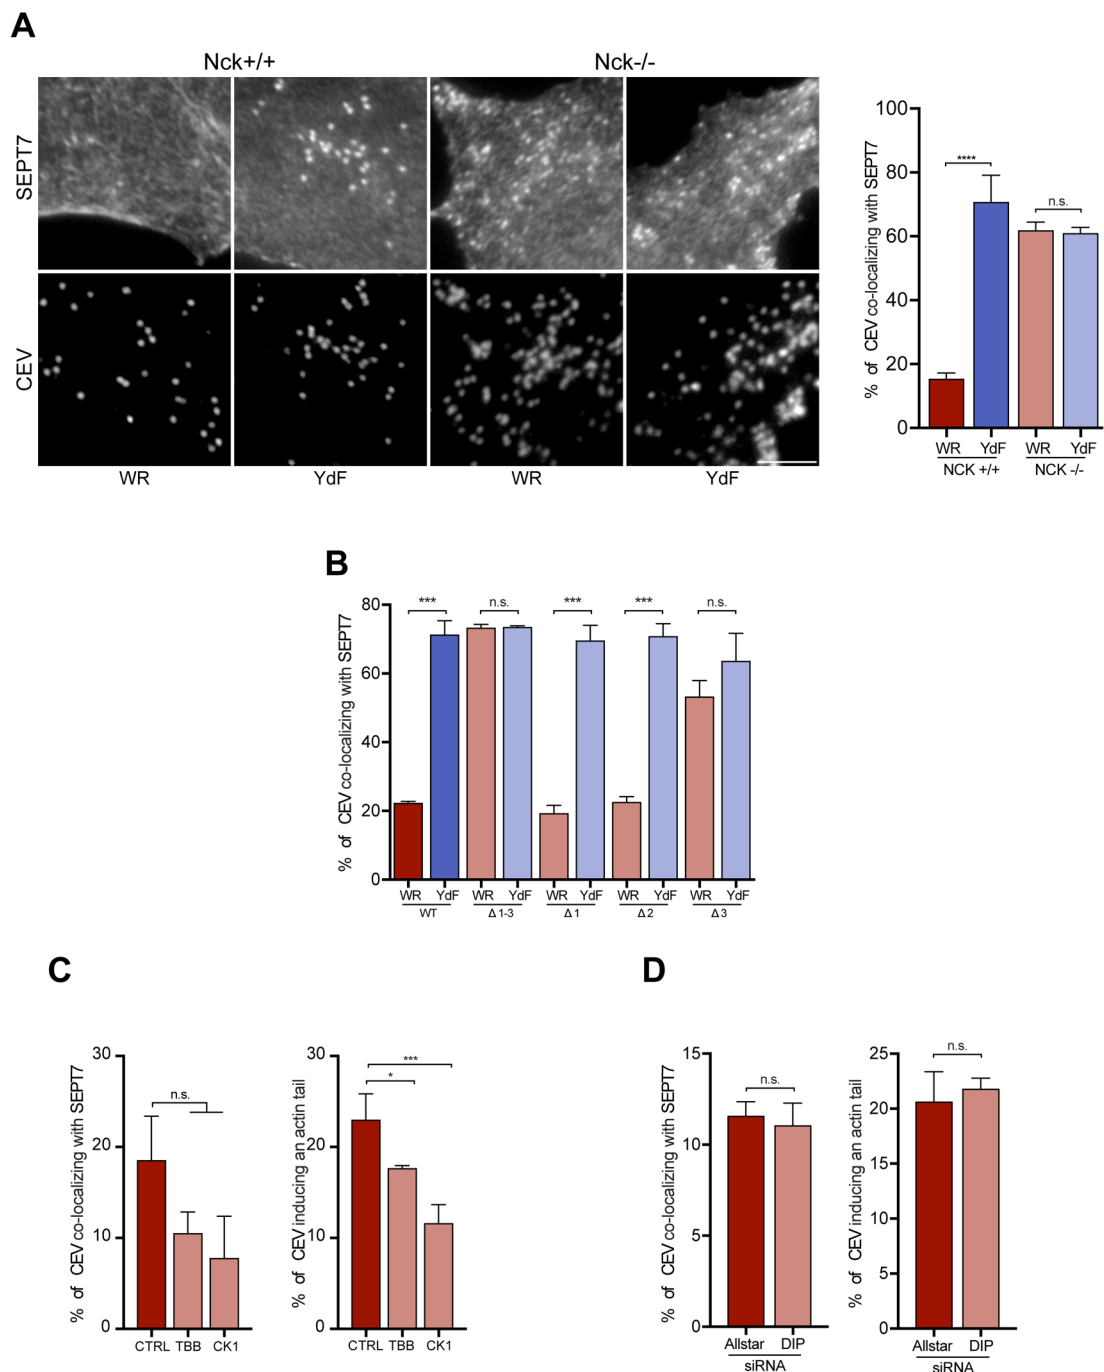 A
Nck+/+
Nck-/-
SEPT7
CEV
WR
YdF
WR
YdF
% of CEV co-localizing with SEPT7
100
80
60
40
20
0
****
n.s.
WR YdF WR YdF
NCK +/+ NCK -/-
B
% of CEV co-localizing with SEPT7
80
60
40
20
0
*** n.s. *** *** n.s.
WR YdF WR YdF WR YdF WR YdF WR YdF
WT Δ 1-3 Δ 1 Δ 2 Δ 3
C
% of CEV co-localizing with SEPT7
30
20
10
0
n.s.
CTRL TBB CK1
% of CEV inducing an actin tail
30
20
10
0
***
*
CTRL TBB CK1
D
% of CEV co-localizing with SEPT7
15
10
5
0
n.s.
Allstar DIP
siRNA
% of CEV inducing an actin tail
25
20
25
10
5
0
n.s.
Allstar DIP
siRNA